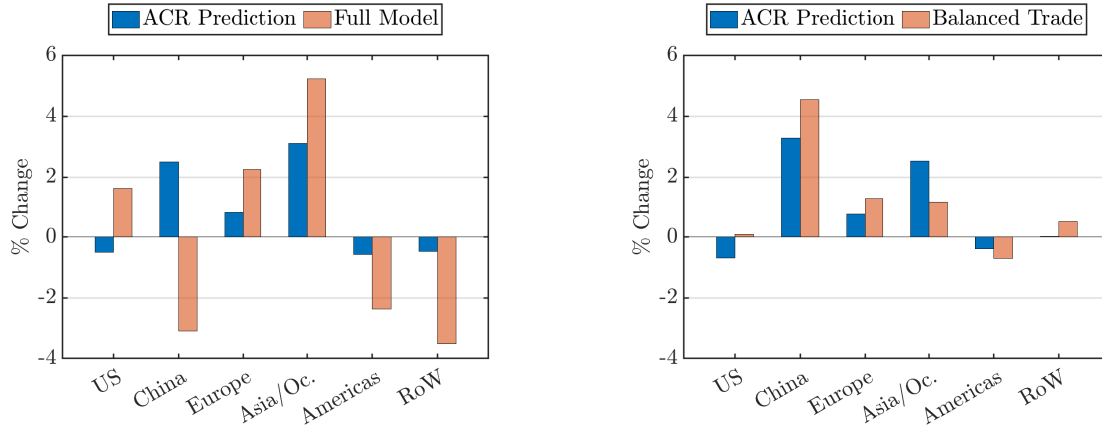 ACR Prediction Full Model
% Change
6
4
2
0
-2
-4
US China Europe Asia/Oc. Americas RoW
ACR Prediction Balanced Trade
% Change
6
4
2
0
-2
-4
US China Europe Asia/Oc. Americas RoW